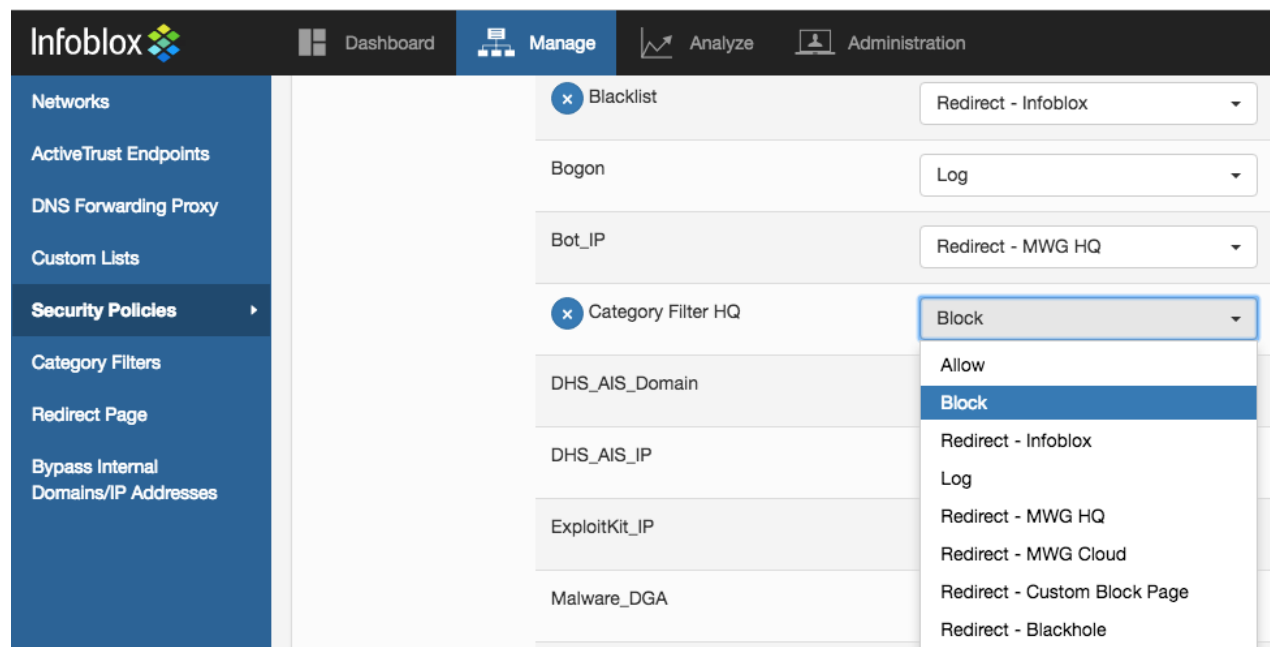 Infoblox
Dashboard
Manage
Analyze
Administration
Networks
ActiveTrust Endpoints
DNS Forwarding Proxy
Custom Lists
Security Policies
Category Filters
Redirect Page
Bypass Internal
Domains/IP Addresses
Blacklist
Redirect - Infoblox
Bogon
Log
Bot_IP
Redirect - MWG HQ
Category Filter HQ
Block
DHS_AIS_Domain
DHS_AIS_IP
ExploitKit_IP
Malware_DGA
Allow
Block
Redirect - Infoblox
Log
Redirect - MWG HQ
Redirect - MWG Cloud
Redirect - Custom Block Page
Redirect - Blackhole